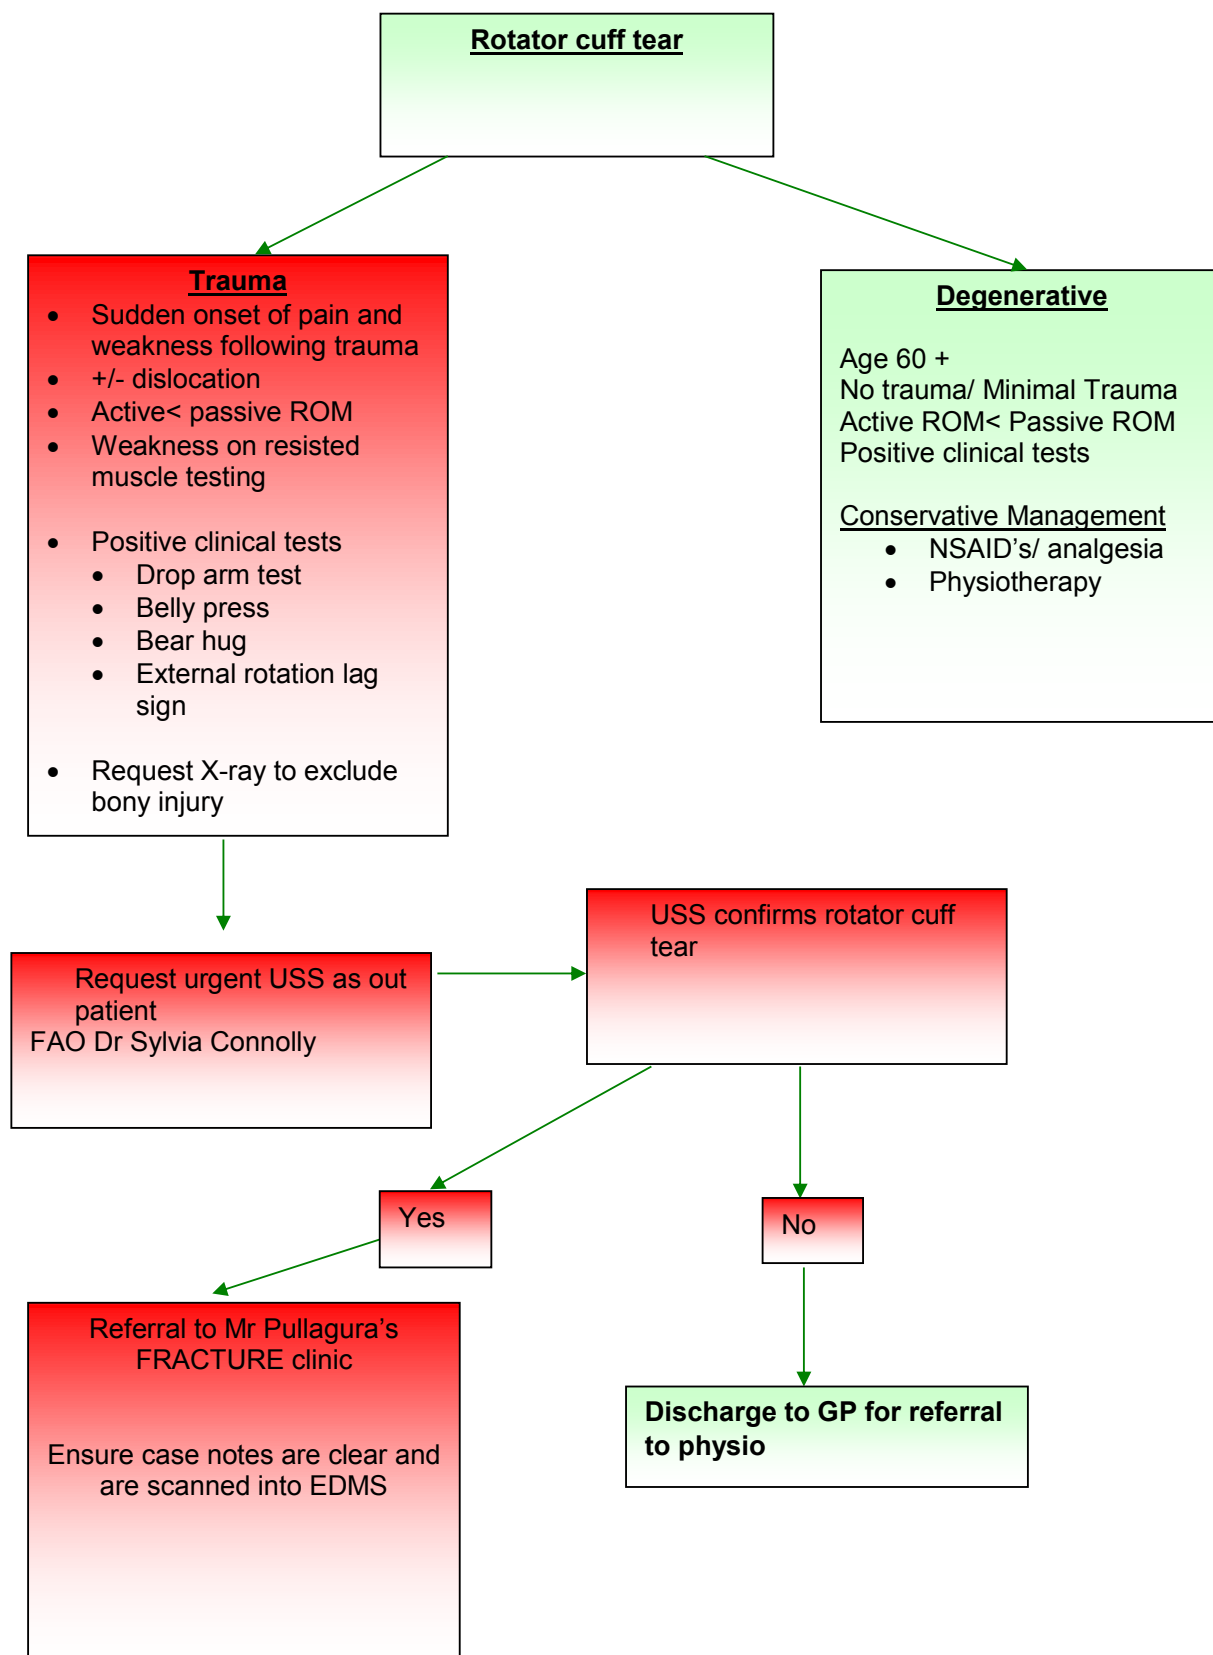 Rotator cuff tear
Trauma
• Sudden onset of pain and
weakness following trauma
• +/- dislocation
• Active< passive ROM
• Weakness on resisted
muscle testing
• Positive clinical tests
• Drop arm test
• Belly press
• Bear hug
• External rotation lag
sign
• Request X-ray to exclude
bony injury
Degenerative
Age 60 +
No trauma/ Minimal Trauma
Active ROM< Passive ROM
Positive clinical tests
Conservative Management
• NSAID's/ analgesia
• Physiotherapy
Request urgent USS as out
patient
FAO Dr Sylvia Connolly
USS confirms rotator cuff
tear
Yes
No
Referral to Mr Pullagura’s
FRACTURE clinic
Ensure case notes are clear and
are scanned into EDMS
Discharge to GP for referral
to physio